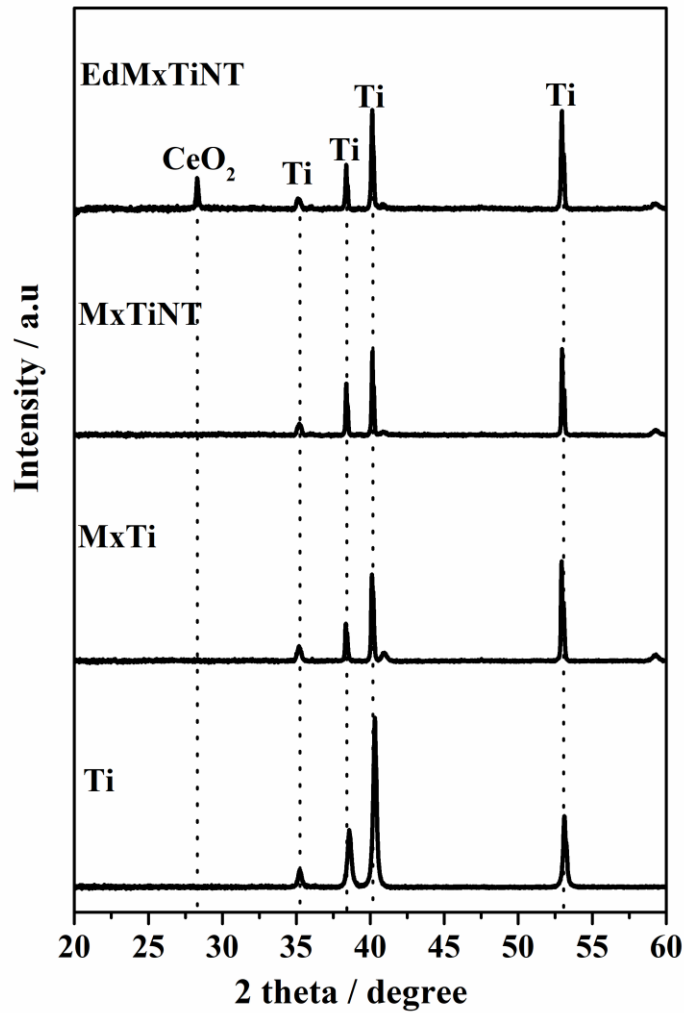 EdMxTiNT
Ti
Ti
Ti
CeO₂
Ti
MxTiNT
MxTi
Ti
Intensity / a.u
20 25 30 35 40 45 50 55 60
2 theta / degree